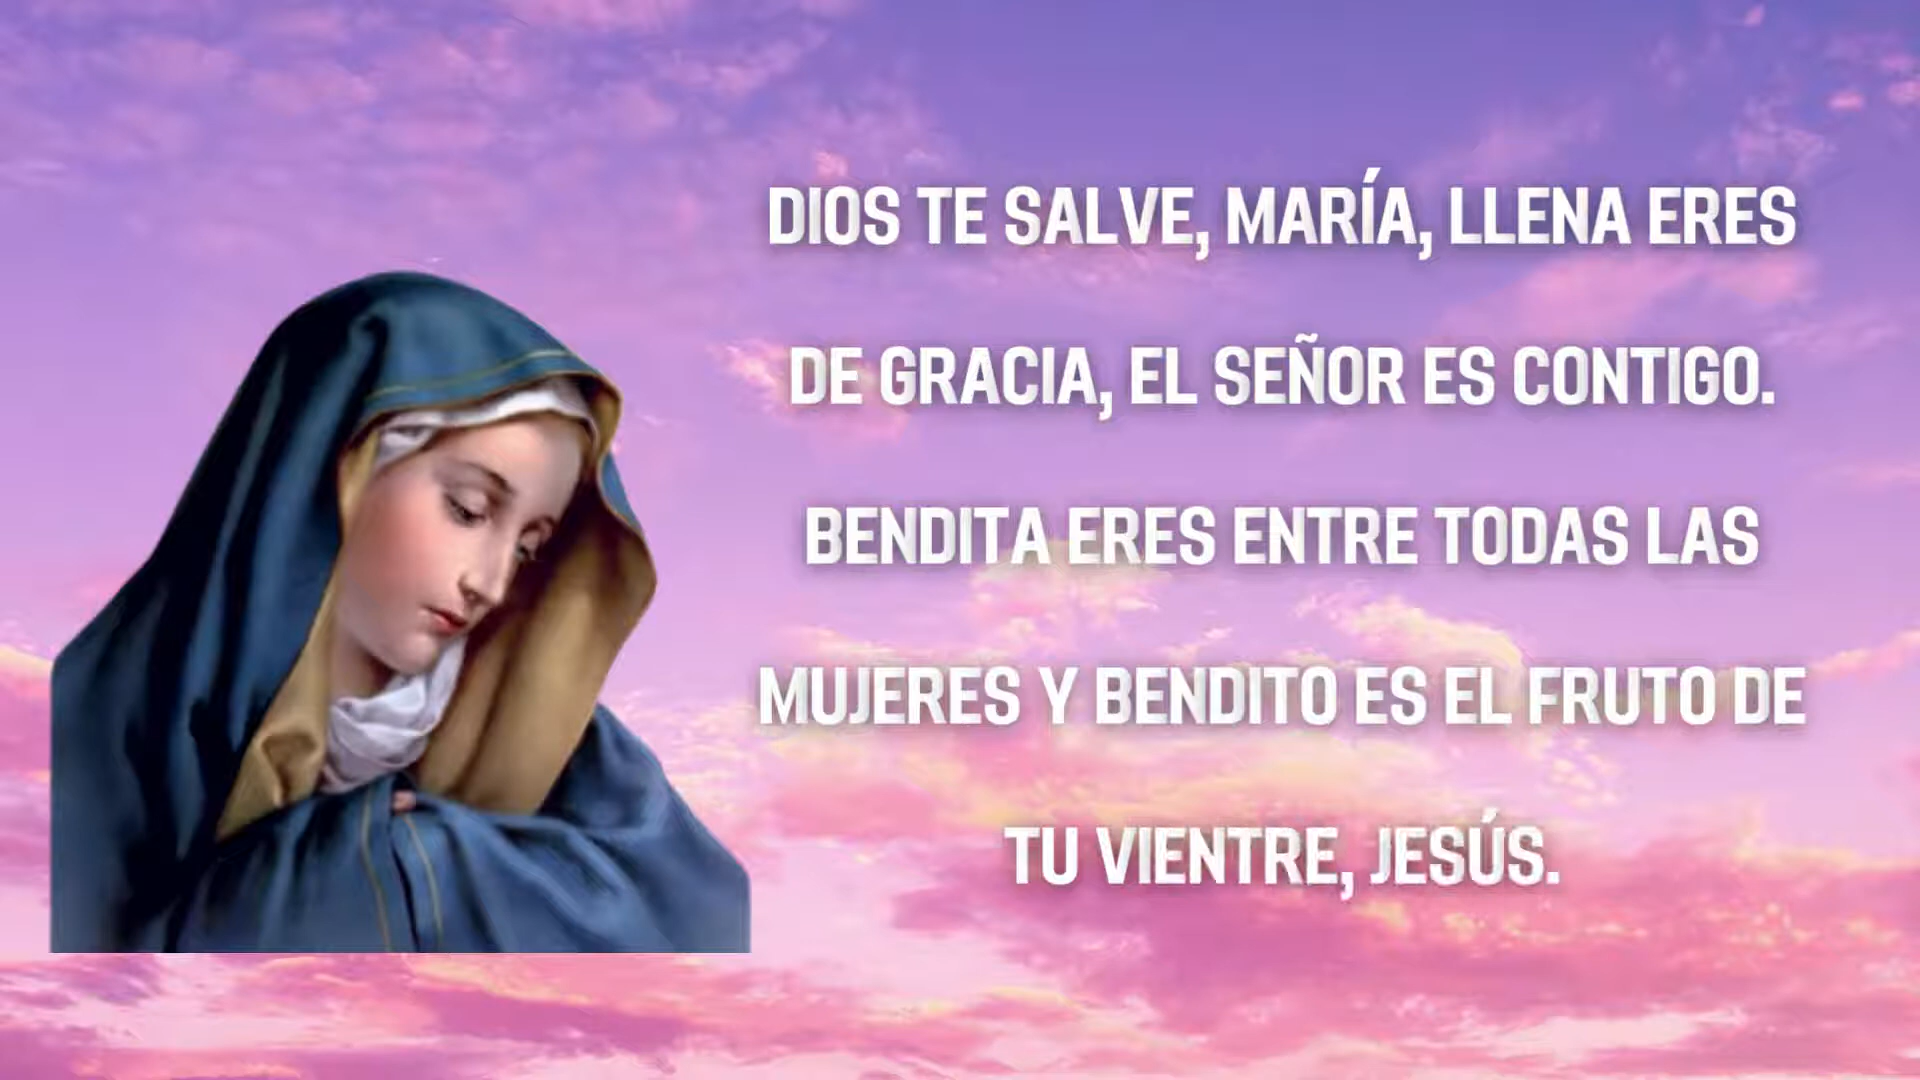 DIOS TE SALVE, MARÍA, LLENA ERES
DE GRACIA, EL SEÑOR ES CONTIGO.
BENDITA ERES ENTRE TODAS LAS
MUJERES Y BENDITO ES EL FRUTO DE
TU VIENTRE, JESÚS.